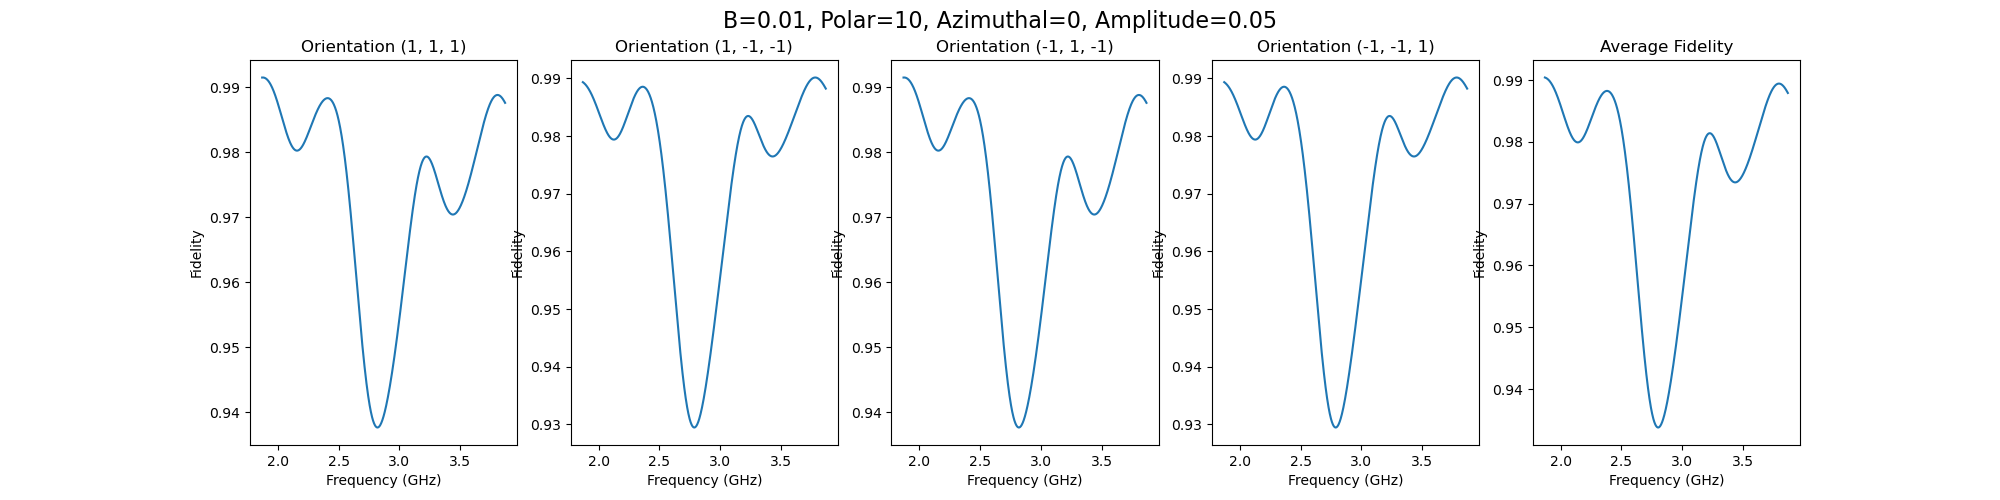 B=0.01, Polar=10, Azimuthal=0, Amplitude=0.05
Orientation (1, 1, 1)
0.99
0.98
0.97
0.96
0.95
0.94
Fidelity
2.0 2.5 3.0 3.5
Frequency (GHz)
Orientation (1, -1, -1)
0.99
0.98
0.97
0.96
0.95
0.94
0.93
Fidelity
2.0 2.5 3.0 3.5
Frequency (GHz)
Orientation (-1, 1, -1)
0.99
0.98
0.97
0.96
0.95
0.94
Fidelity
2.0 2.5 3.0 3.5
Frequency (GHz)
Orientation (-1, -1, 1)
0.99
0.98
0.97
0.96
0.95
0.94
0.93
Fidelity
2.0 2.5 3.0 3.5
Frequency (GHz)
Average Fidelity
0.99
0.98
0.97
0.96
0.95
0.94
Fidelity
2.0 2.5 3.0 3.5
Frequency (GHz)